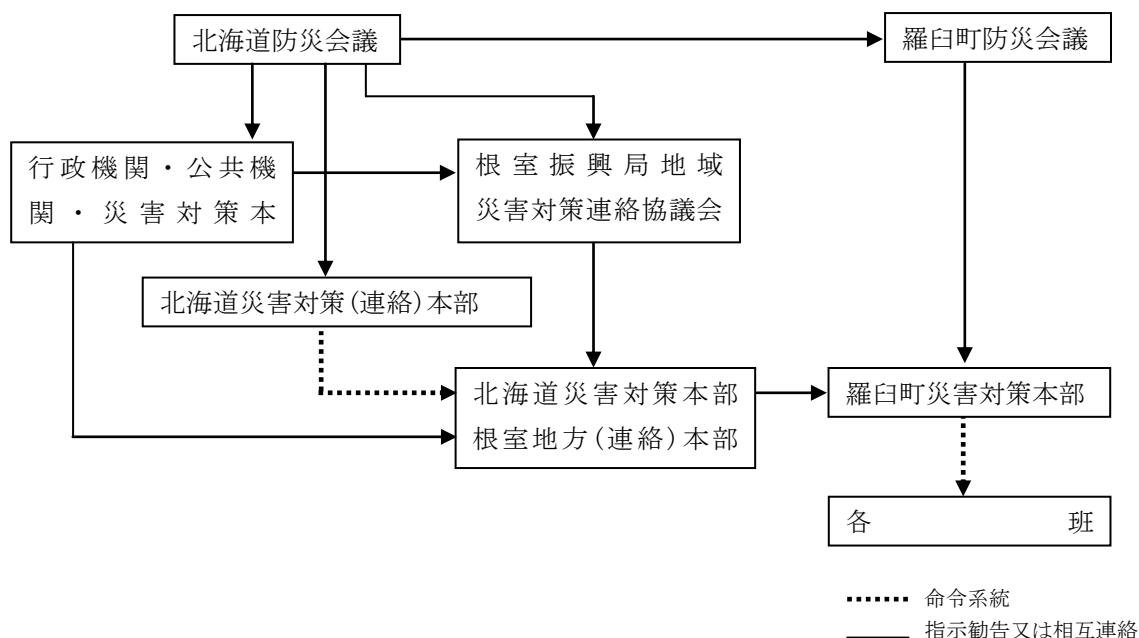 北海道防災会議
羅臼町防災会議
行政機関・公共機
関・災害対策本
根室振興局地域
災害対策連絡協議会
北海道災害対策(連絡)本部
北海道災害対策本部
根室地方(連絡)本部
羅臼町災害対策本部
各班
命令系統
指示勧告又は相互連絡